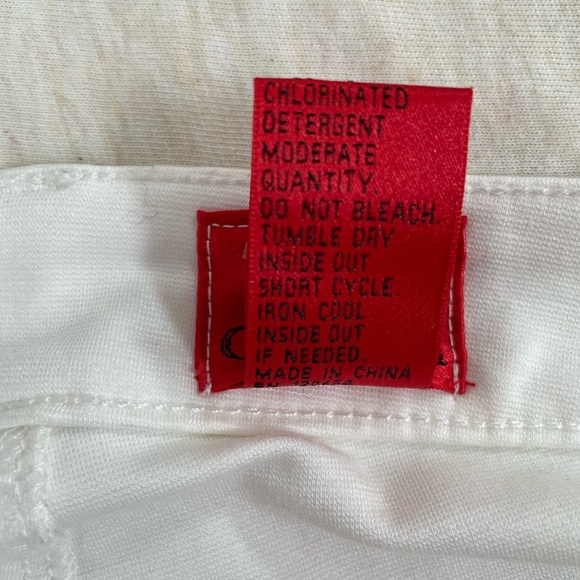 CHLORINATED
DETERGENT
MODERATE
QUANTITY.
DO NOT BLEACH.
TUMBLE DRY
INSIDE OUT
SHORT CYCLE.
IRON COOL
INSIDE OUT
IF NEEDED.
MADE IN CHINA